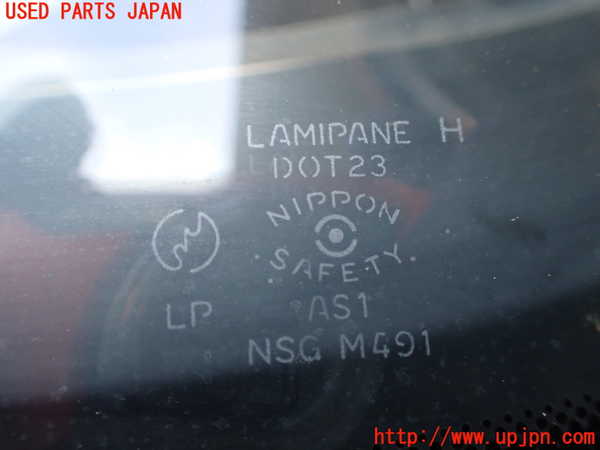 USED PARTS JAPAN
LAMIPANE H
DOT23
NIPPON
SAFETY
LP AS1
NSG M491
http://www.upjpn.com/